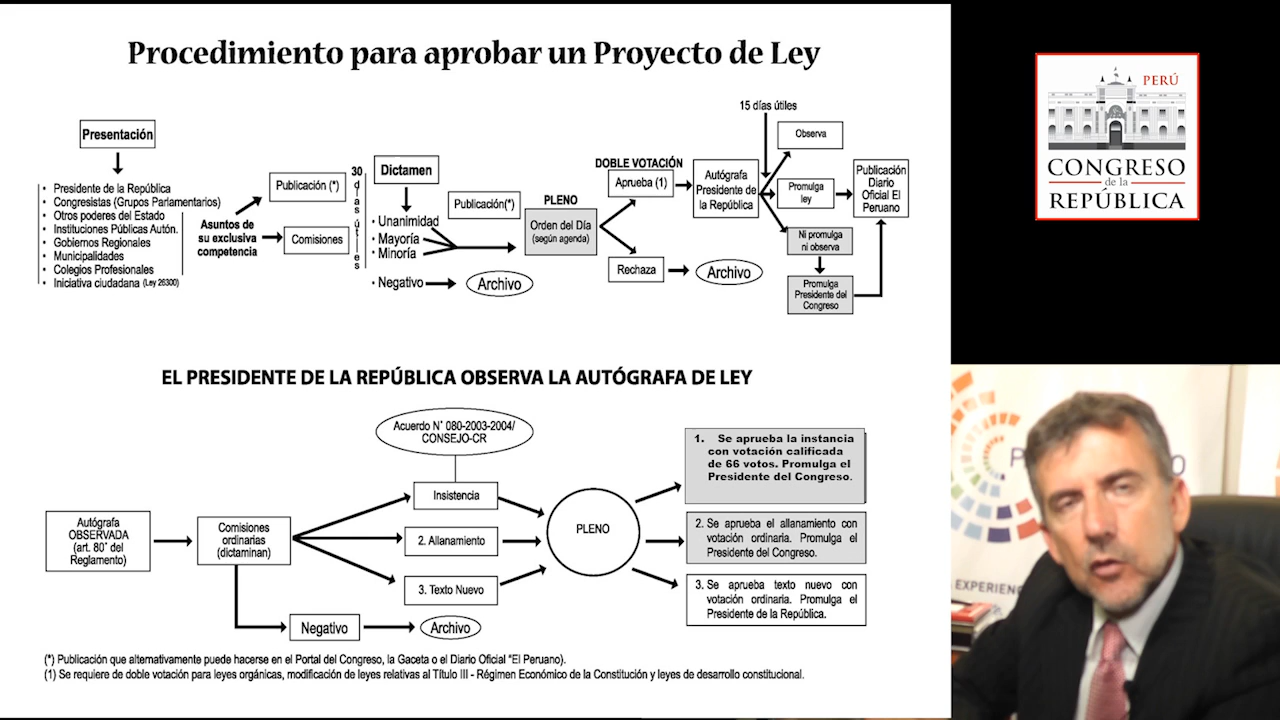 Procedimiento para aprobar un Proyecto de Ley
Presentación
• Presidente de la República
• Congresistas (Grupos Parlamentarios)
• Otros poderes del Estado
• Instituciones Públicas Autón.
• Gobiernos Regionales
• Municipalidades
• Colegios Profesionales
• Iniciativa ciudadana (Ley 26300)
Asuntos de
su exclusiva
competencia
Publicación (*)
Comisiones
30
días útiles
Dictamen
• Unanimidad
• Mayoría
• Minoría
• Negativo
Archivo
Publicación(*)
PLENO
Orden del Día
(según agenda)
DOBLE VOTACIÓN
Aprueba (1)
Rechaza
Archivo
Autógrafa
Presidente de
la República
15 días útiles
Observa
Promulga
ley
Ni promulga
ni observa
Promulga
Presidente del
Congreso
Publicación
Diario
Oficial El
Peruano
EL PRESIDENTE DE LA REPÚBLICA OBSERVA LA AUTÓGRAFA DE LEY
Autógrafa
OBSERVADA
(art. 80° del
Reglamento)
Comisiones
ordinarias
(dictaminan)
Acuerdo N° 080-2003-2004/
CONSEJO-CR
Insistencia
2. Allanamiento
3. Texto Nuevo
Negativo
Archivo
PLENO
1. Se aprueba la instancia
con votación calificada
de 66 votos. Promulga el
Presidente del Congreso.
2. Se aprueba el allanamiento con
votación ordinaria. Promulga el
Presidente del Congreso.
3. Se aprueba texto nuevo con
votación ordinaria. Promulga el
Presidente de la República.
(*) Publicación que alternativamente puede hacerse en el Portal del Congreso, la Gaceta o el Diario Oficial "El Peruano).
(1) Se requiere de doble votación para leyes orgánicas, modificación de leyes relativas al Título III - Régimen Económico de la Constitución y leyes de desarrollo constitucional.
PERÚ
CONGRESO
de la
REPÚBLICA
EXPERIENC